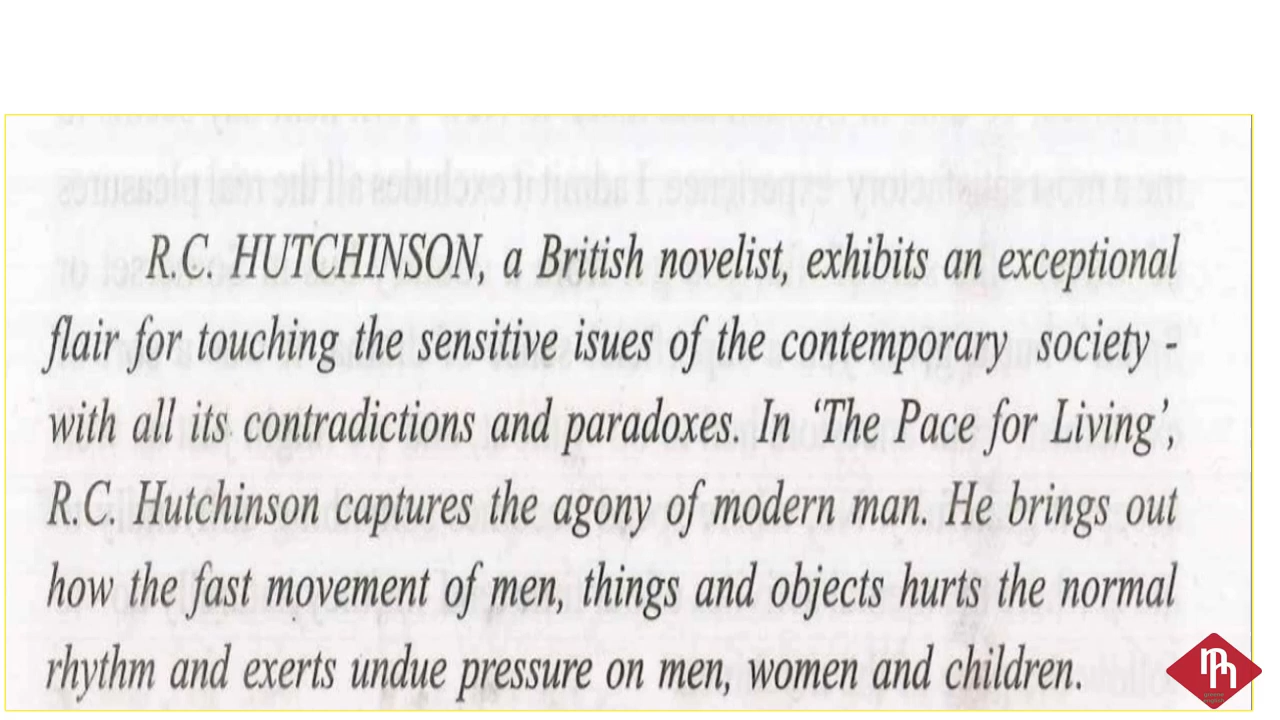 R.C. HUTCHINSON, a British novelist, exhibits an exceptional
flair for touching the sensitive isues of the contemporary society -
with all its contradictions and paradoxes. In ‘The Pace for Living’,
R.C. Hutchinson captures the agony of modern man. He brings out
how the fast movement of men, things and objects hurts the normal
rhythm and exerts undue pressure on men, women and children.